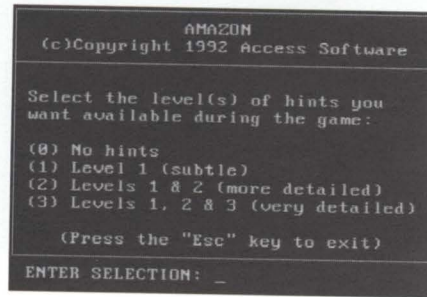 AMAZON
(c)Copyright 1992 Access Software
Select the level(s) of hints you
want available during the game:
(0) No hints
(1) Level 1 (subtle)
(2) Levels 1 & 2 (more detailed)
(3) Levels 1, 2 & 3 (very detailed)
(Press the "Esc" key to exit)
ENTER SELECTION: _